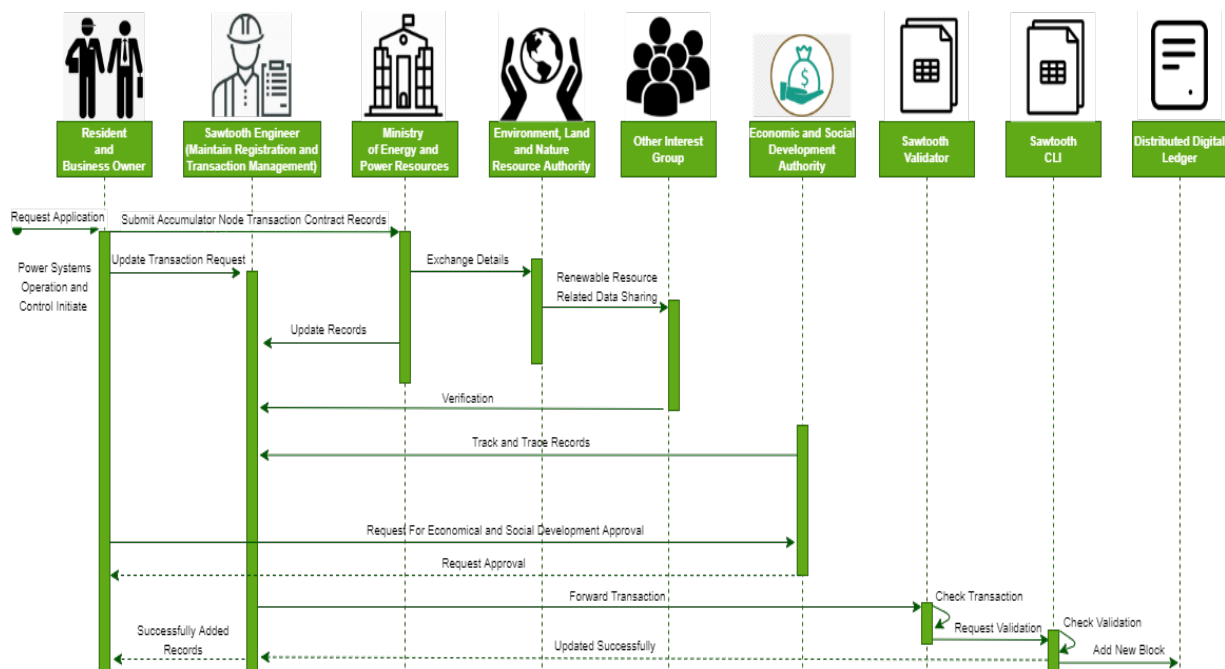 Resident
and
Business Owner
Sawtooth Engineer
(Maintain Registration and
Transaction Management)
Ministry
of Energy and
Power Resources
Environment, Land
and Nature
Resource Authority
Other Interest
Group
Economic and Social
Development
Authority
Sawtooth
Validator
Sawtooth
CLI
Distributed Digital
Ledger
Request Application
Submit Accumulator Node Transaction Contract Records
Power Systems
Operation and
Control Initiate
Update Transaction Request
Exchange Details
Renewable Resource
Related Data Sharing
Update Records
Verification
Track and Trace Records
Request For Economical and Social Development Approval
Request Approval
Forward Transaction
Check Transaction
Request Validation
Check Validation
Successfully Added
Records
Updated Successfully
Add New Block